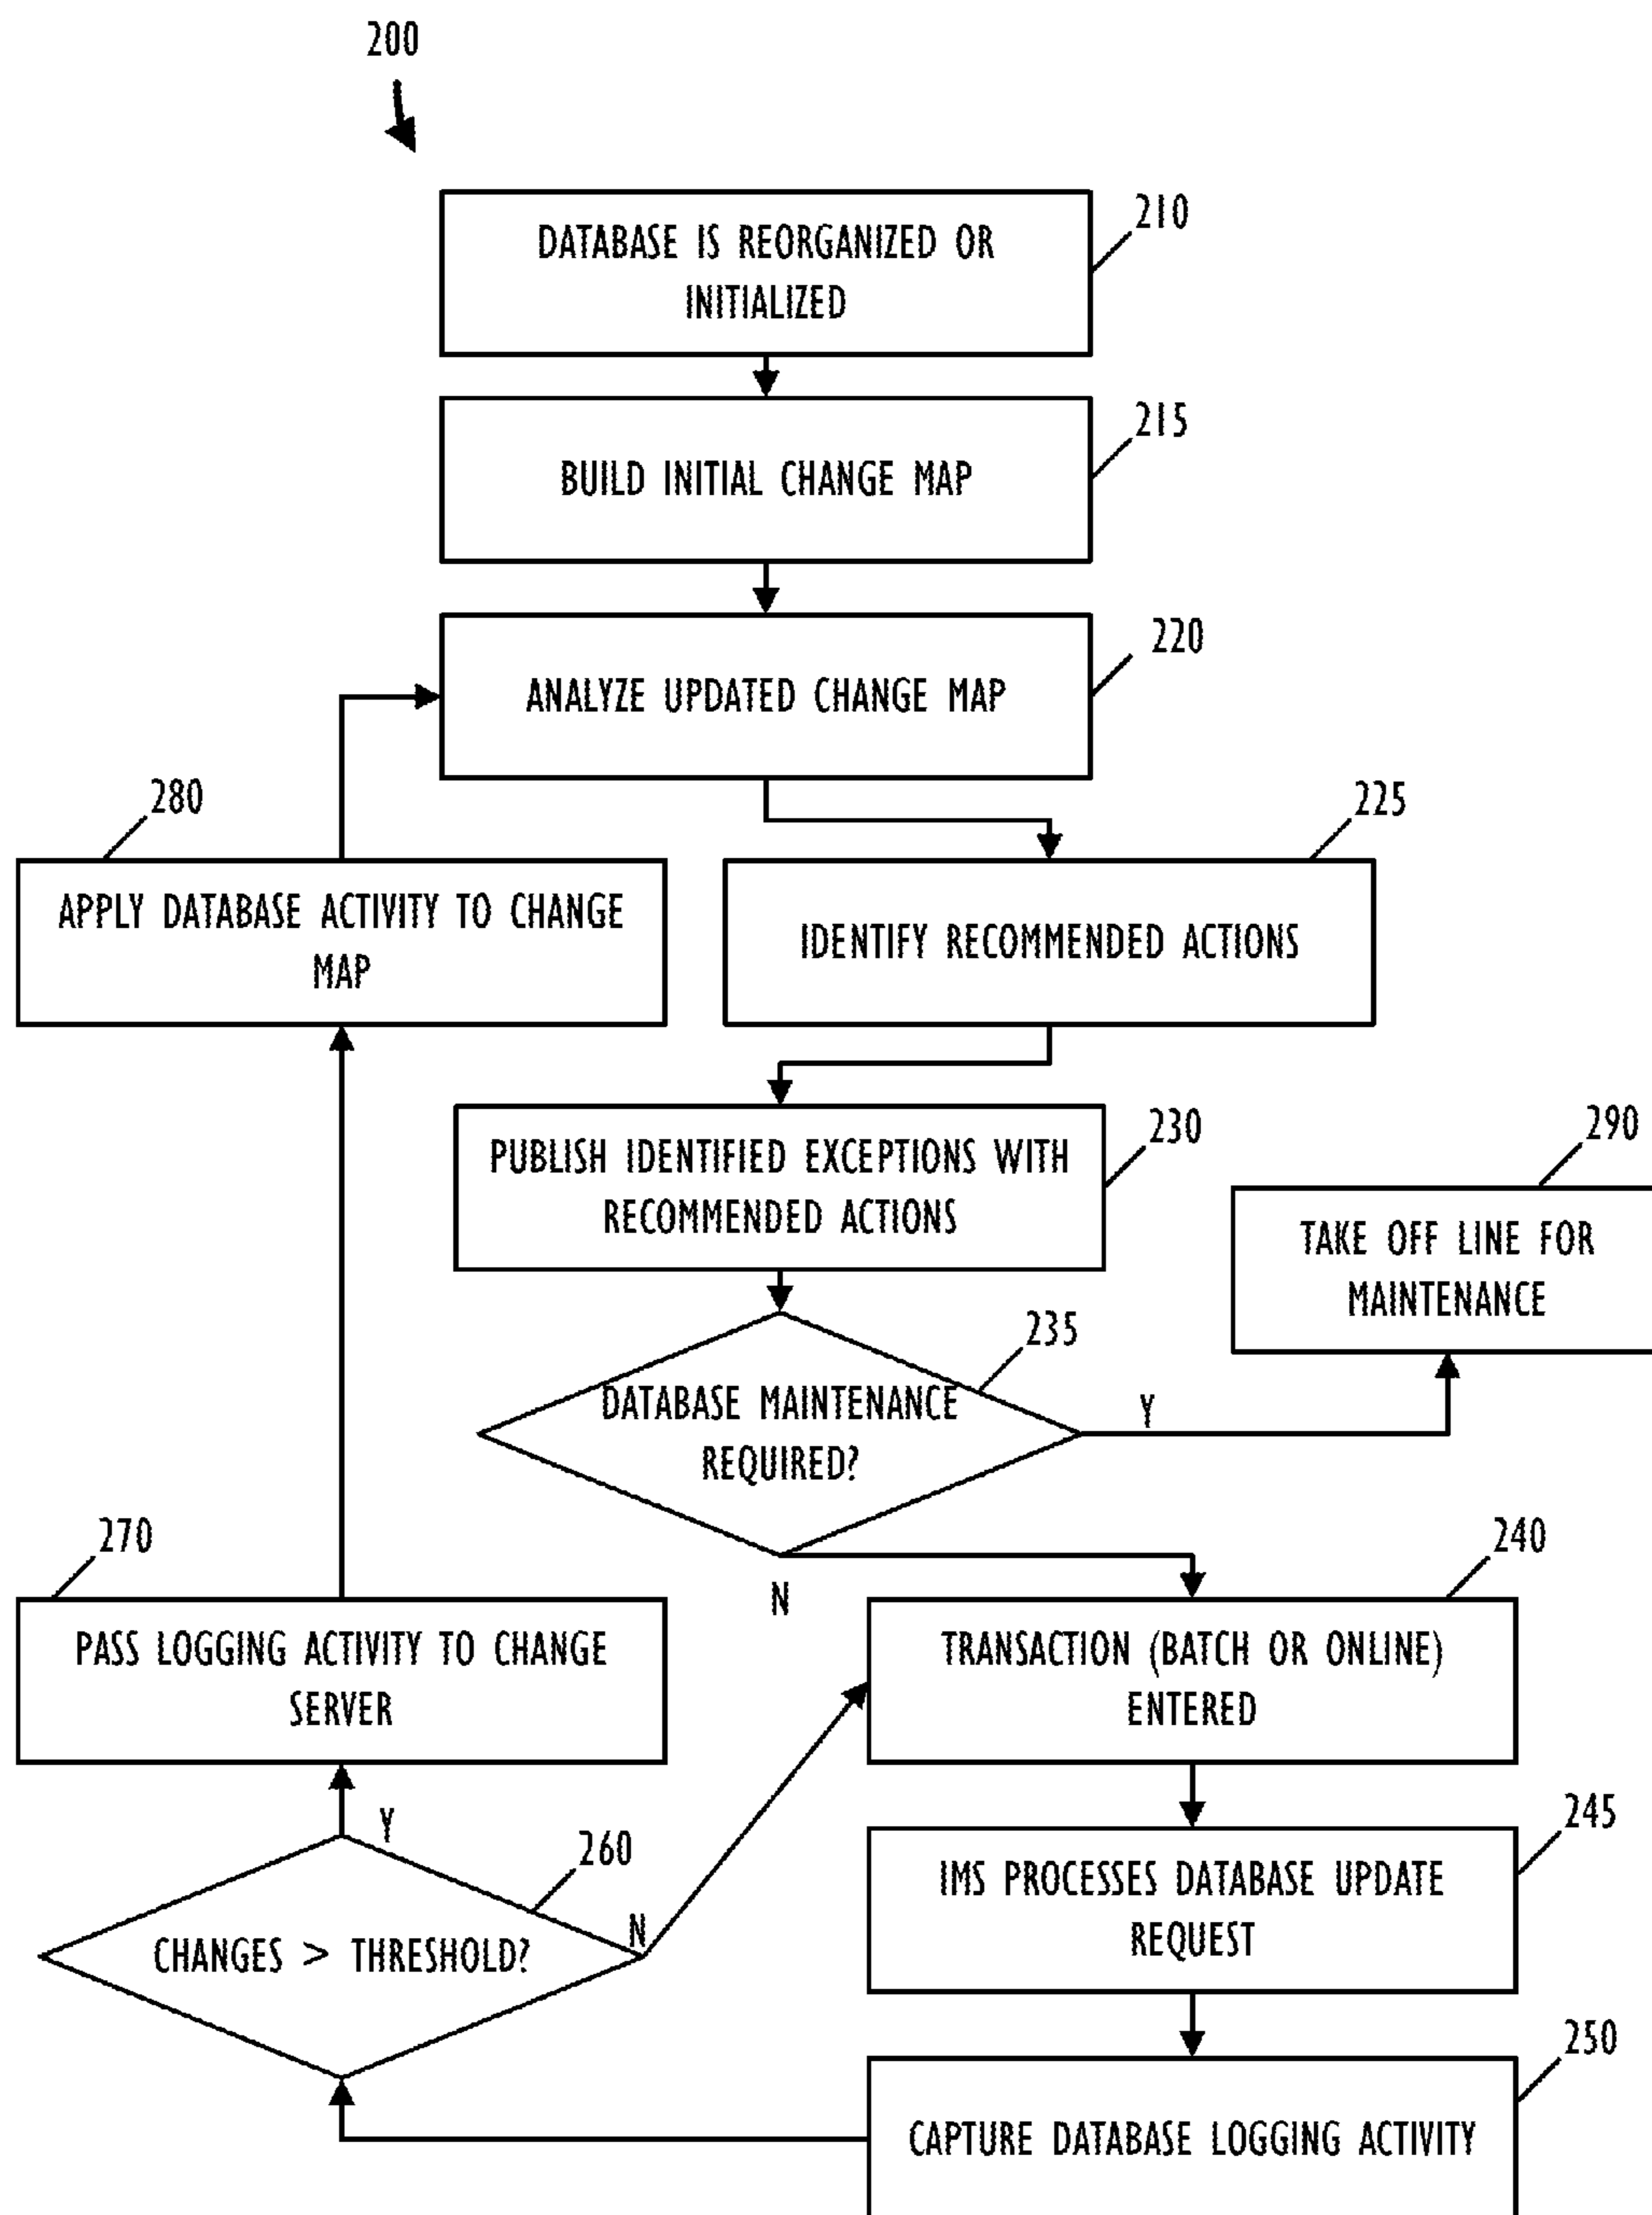 200
210
DATABASE IS REORGANIZED OR
INITIALIZED
215
BUILD INITIAL CHANGE MAP
220
ANALYZE UPDATED CHANGE MAP
280
225
APPLY DATABASE ACTIVITY TO CHANGE
MAP
IDENTIFY RECOMMENDED ACTIONS
230
290
PUBLISH IDENTIFIED EXCEPTIONS WITH
RECOMMENDED ACTIONS
TAKE OFF LINE FOR
MAINTENANCE
235
DATABASE MAINTENANCE
REQUIRED?
Y
N
270
240
PASS LOGGING ACTIVITY TO CHANGE
SERVER
TRANSACTION (BATCH OR ONLINE)
ENTERED
Y
260
245
CHANGES > THRESHOLD?
N
IMS PROCESSES DATABASE UPDATE
REQUEST
250
CAPTURE DATABASE LOGGING ACTIVITY